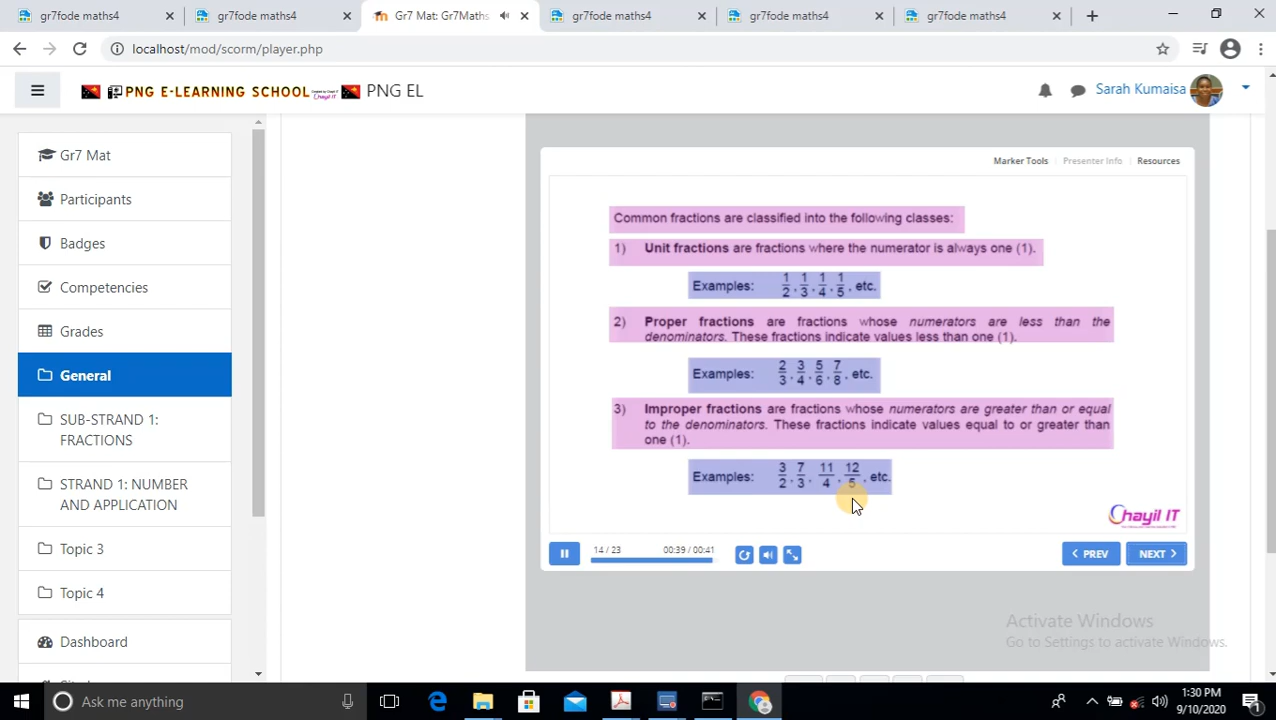 gr7fode maths4
gr7fode maths4
Gr7 Mat: Gr7Maths
gr7fode maths4
gr7fode maths4
gr7fode maths4
localhost/mod/scorm/player.php
PNG E-LEARNING SCHOOL Chayil IT PNG EL
Sarah Kumaisa
Gr7 Mat
Participants
Badges
Competencies
Grades
General
SUB-STRAND 1:
FRACTIONS
STRAND 1: NUMBER
AND APPLICATION
Topic 3
Topic 4
Dashboard
Marker Tools | Presenter Info | Resources
Common fractions are classified into the following classes:
1) Unit fractions are fractions where the numerator is always one (1).
Examples: 1/2, 1/3, 1/4, 1/5, etc.
2) Proper fractions are fractions whose numerators are less than the
denominators. These fractions indicate values less than one (1).
Examples: 2/3, 3/4, 5/6, 7/8, etc.
3) Improper fractions are fractions whose numerators are greater than or equal
to the denominators. These fractions indicate values equal to or greater than
one (1).
Examples: 3/2, 7/3, 11/4, 12/5, etc.
Chayil IT
14 / 23 00:39 / 00:41
PREV NEXT
Activate Windows
Go to Settings to activate Windows.
Ask me anything
1:30 PM
9/10/2020
1